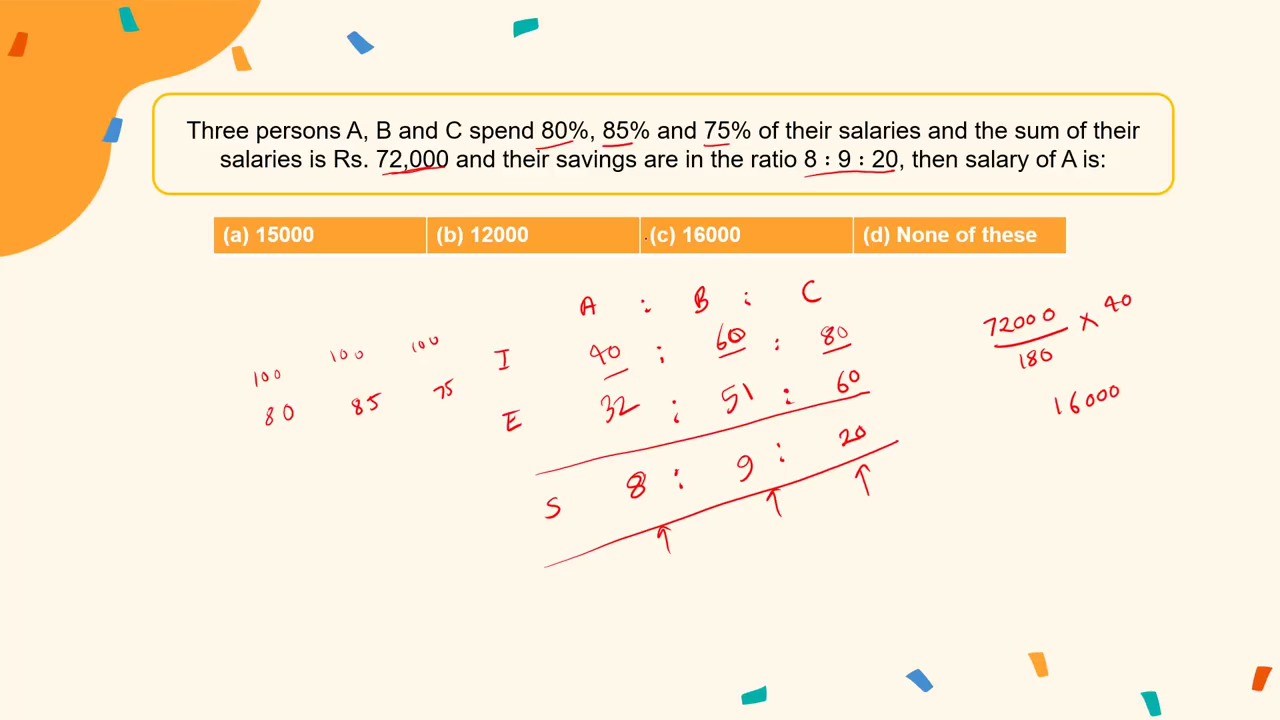 Three persons A, B and C spend 80%, 85% and 75% of their salaries and the sum of their
salaries is Rs. 72,000 and their savings are in the ratio 8 : 9 : 20, then salary of A is:
(a) 15000 (b) 12000 (c) 16000 (d) None of these
A : B : C
100 100 100 I 40 : 60 : 80
80 85 75 E 32 : 51 : 60
S 8 : 9 : 20
72000/180 × 40
16000